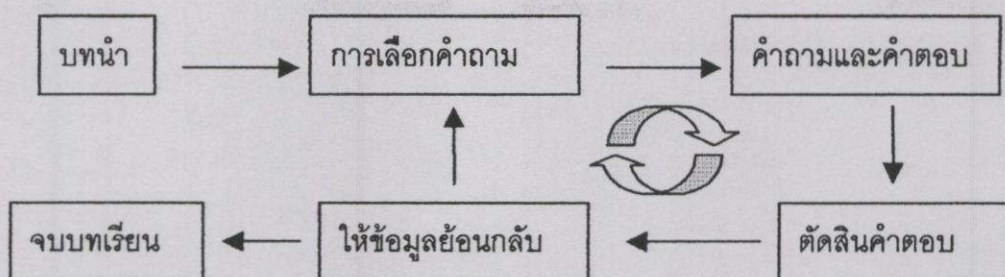 บทนำ
การเลือกคำถาม
คำถามและคำตอบ
จบบทเรียน
ให้ข้อมูลย้อนกลับ
ตัดสินคำตอบ